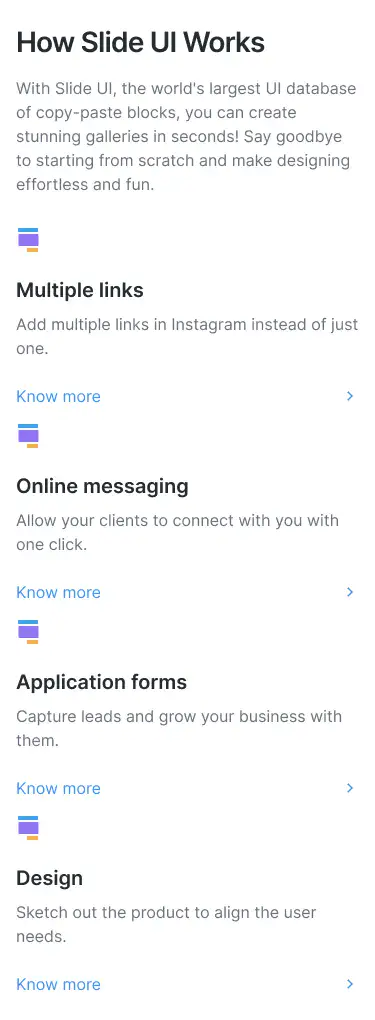 How Slide UI Works
With Slide UI, the world's largest UI database
of copy-paste blocks, you can create
stunning galleries in seconds! Say goodbye
to starting from scratch and make designing
effortless and fun.
Multiple links
Add multiple links in Instagram instead of just
one.
Know more
Online messaging
Allow your clients to connect with you with
one click.
Know more
Application forms
Capture leads and grow your business with
them.
Know more
Design
Sketch out the product to align the user
needs.
Know more